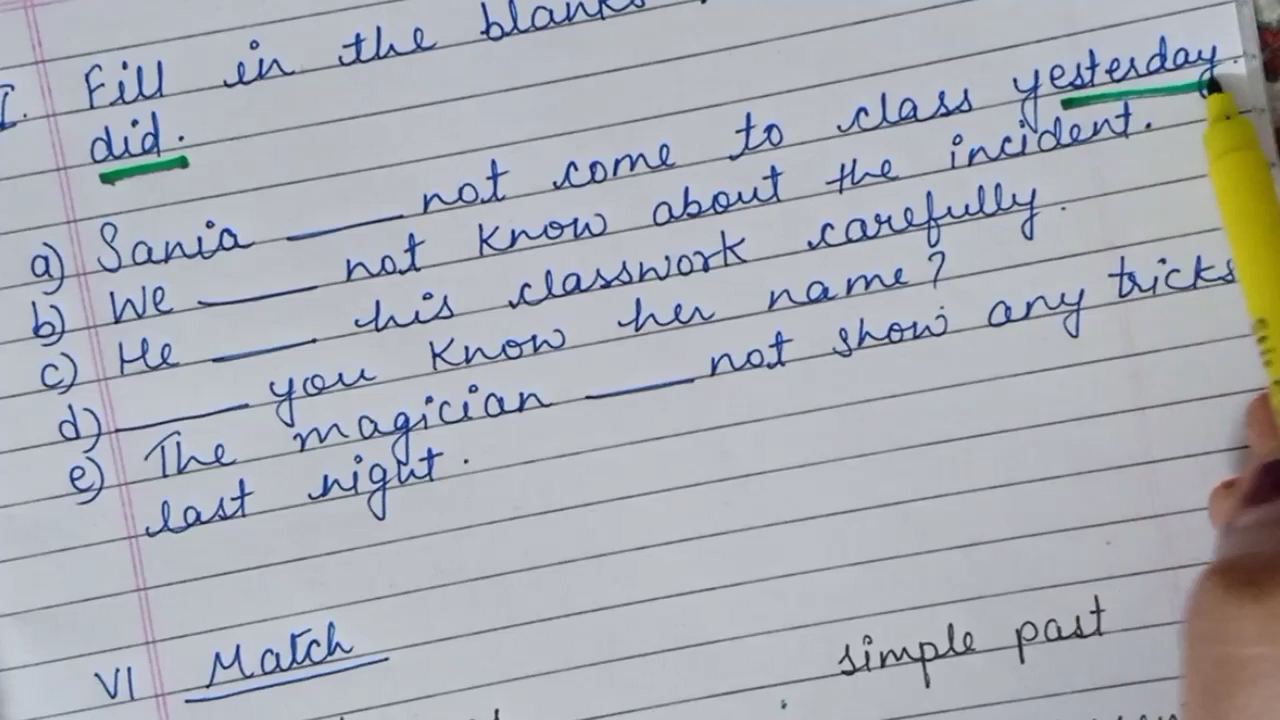 I. Fill in the blanks
did.
a) Sania ____ not come to class yesterday.
b) We ____ not know about the incident.
c) He ____ his classwork carefully.
d) ____ you know her name?
e) The magician ____ not show any tricks
last night.
VI Match
simple past